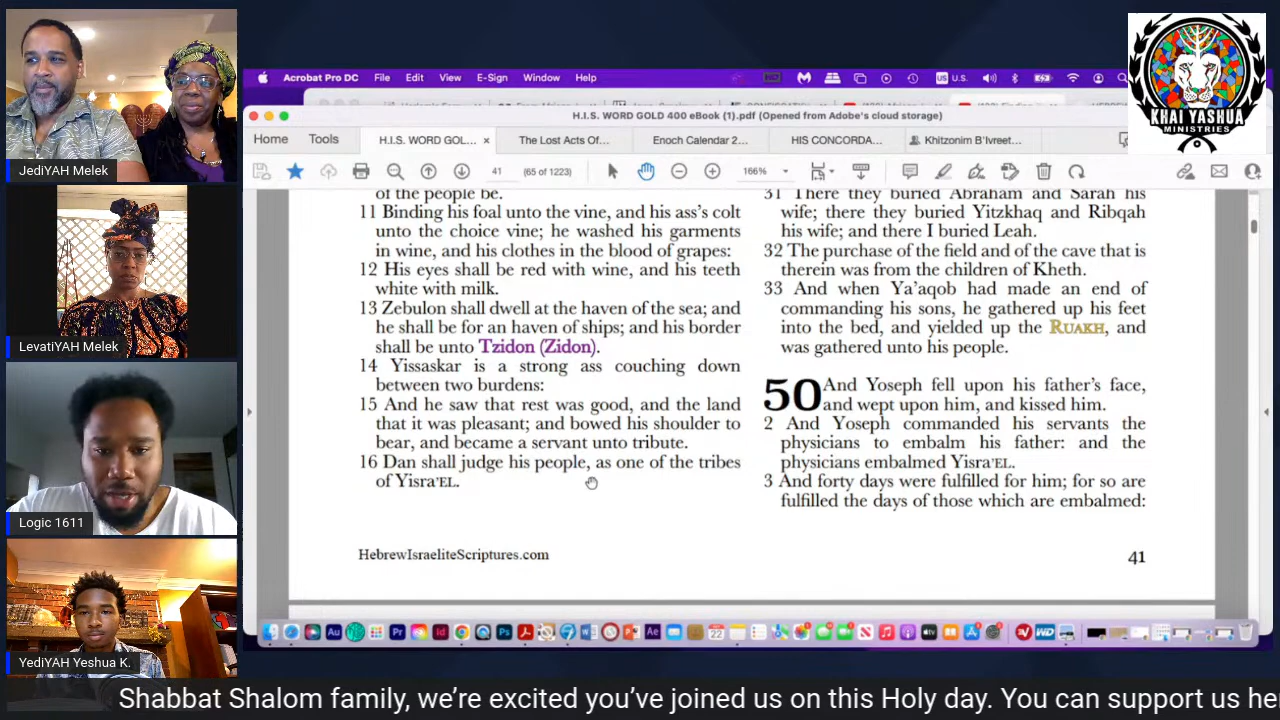 JediYAH Melek
LevatiYAH Melek
Logic 1611
YediYAH Yeshua K.
KHAI YASHUA
MINISTRIES
Acrobat Pro DC File Edit View E-Sign Window Help
U.S.
H.I.S. WORD GOLD 400 eBook (1).pdf (Opened from Adobe's cloud storage)
Home Tools H.I.S. WORD GOL... × The Lost Acts Of... Enoch Calendar 2... HIS CONCORDA... Khitzonim B'Ivreet...
41 (65 of 1223) 166%
of the people be.
11 Binding his foal unto the vine, and his ass's colt
unto the choice vine; he washed his garments
in wine, and his clothes in the blood of grapes:
12 His eyes shall be red with wine, and his teeth
white with milk.
13 Zebulon shall dwell at the haven of the sea; and
he shall be for an haven of ships; and his border
shall be unto Tzidon (Zidon).
14 Yissaskar is a strong ass couching down
between two burdens:
15 And he saw that rest was good, and the land
that it was pleasant; and bowed his shoulder to
bear, and became a servant unto tribute.
16 Dan shall judge his people, as one of the tribes
of Yisra'EL.
31 There they buried Abraham and Sarah his
wife; there they buried Yitzkhaq and Ribqah
his wife; and there I buried Leah.
32 The purchase of the field and of the cave that is
therein was from the children of Kheth.
33 And when Ya'aqob had made an end of
commanding his sons, he gathered up his feet
into the bed, and yielded up the RUAKH, and
was gathered unto his people.
50 And Yoseph fell upon his father's face,
and wept upon him, and kissed him.
2 And Yoseph commanded his servants the
physicians to embalm his father: and the
physicians embalmed Yisra'EL.
3 And forty days were fulfilled for him; for so are
fulfilled the days of those which are embalmed:
HebrewIsraeliteScriptures.com
41
Shabbat Shalom family, we're excited you've joined us on this Holy day. You can support us he